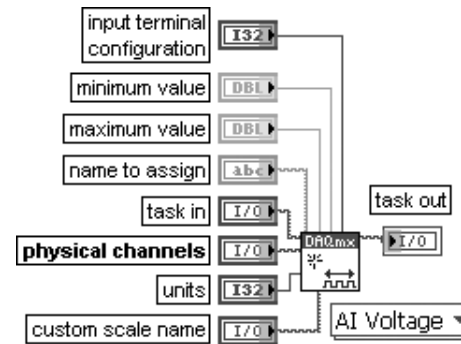 input terminal
configuration
I32
minimum value
DBL
maximum value
DBL
name to assign
abc
task in
I/O
physical channels
I/O
units
I32
custom scale name
I/O
DAQmx
task out
I/O
AI Voltage